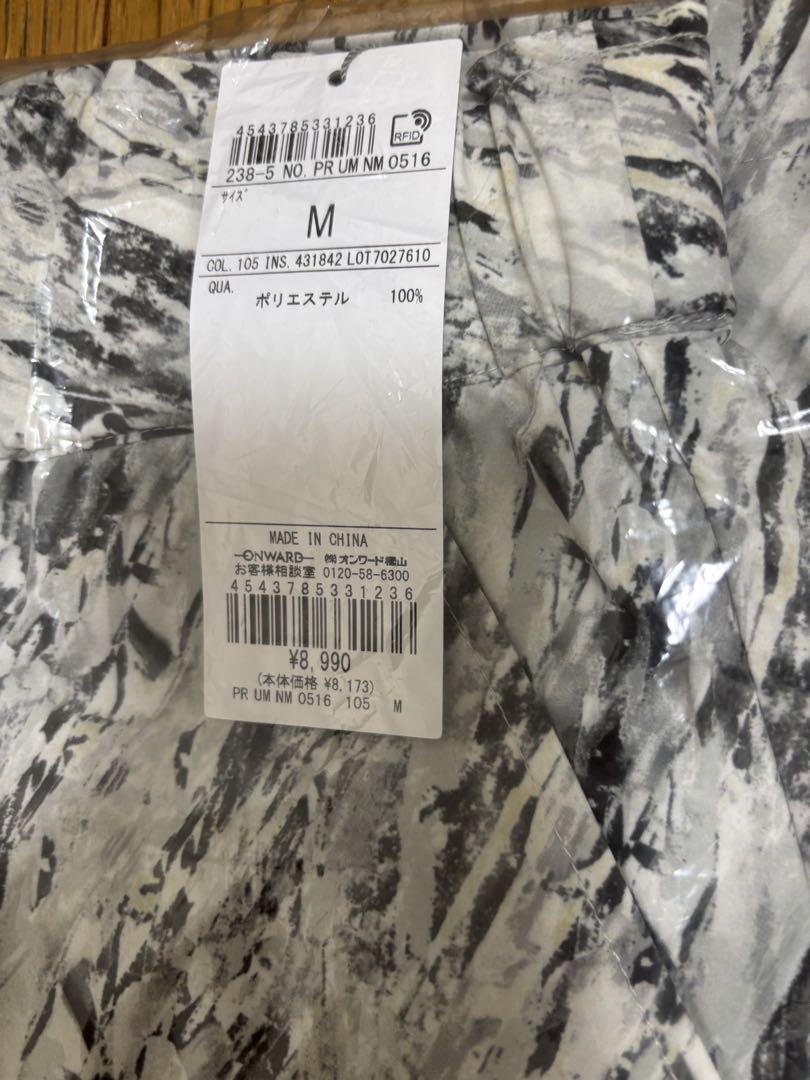 4543785331236
RFID
238-5 NO. PR UM NM 0516
サイズ
M
COL. 105 INS. 431842 LOT7027610
QUA.
ポリエステル 100%
MADE IN CHINA
ONWARD ㈱オンワード樫山
お客様相談室 0120-58-6300
4543785331236
¥8,990
(本体価格 ¥8,173)
PR UM NM 0516 105 M